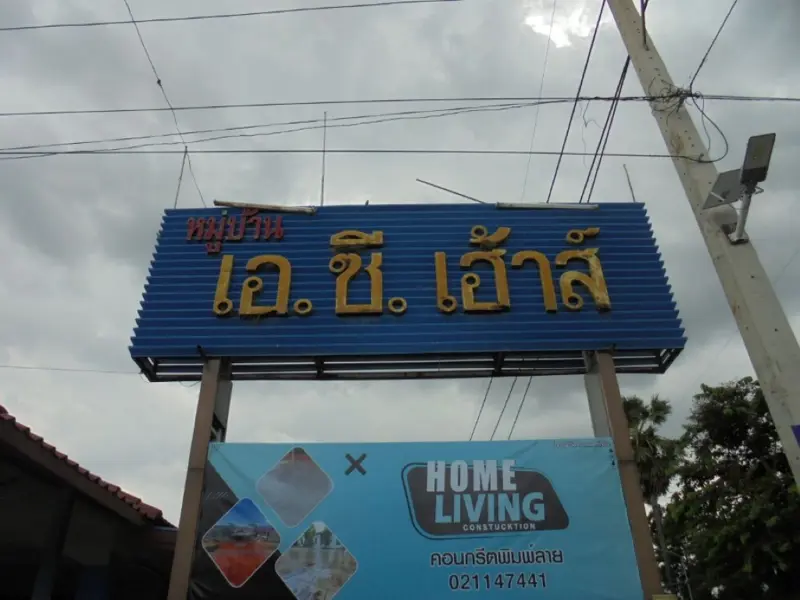 หมู่บ้าน
เอ.ซี.เฮ้าส์
HOME
LIVING
CONSTUCKTION
คอนกรีตพิมพ์ลาย
021147441